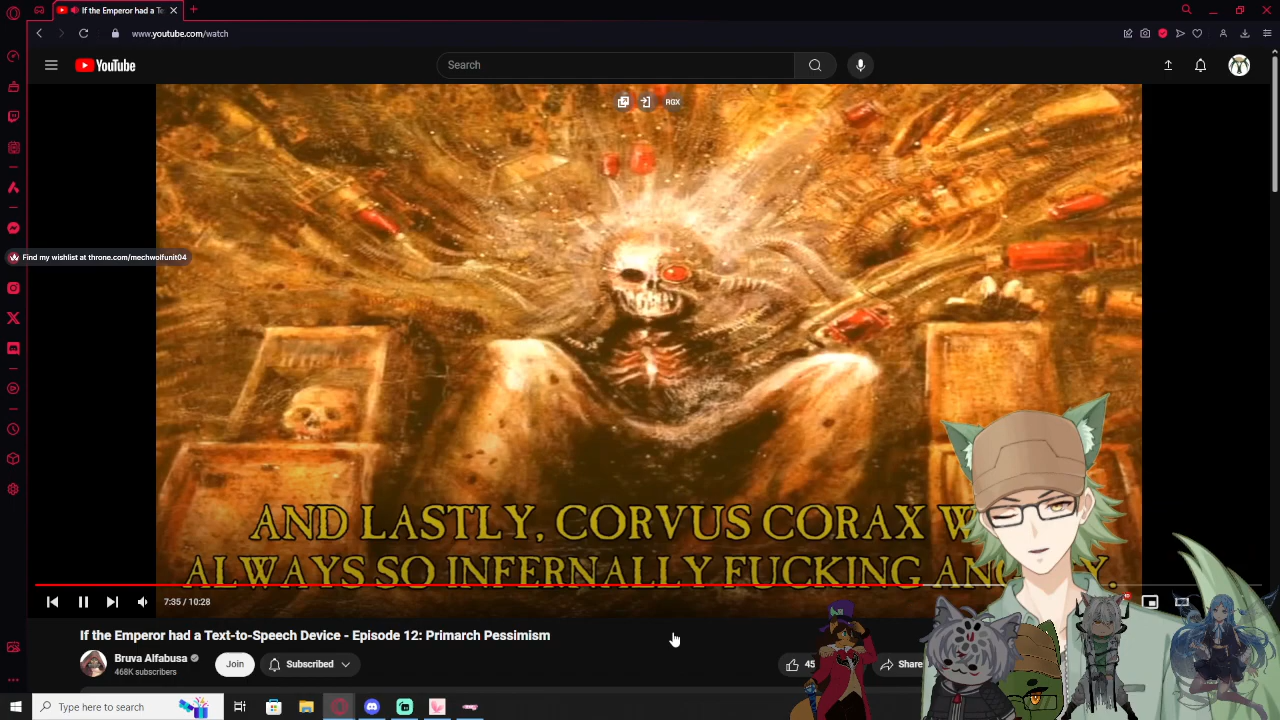 If the Emperor had a Te
www.youtube.com/watch
YouTube
Search
RGX
Find my wishlist at throne.com/mechwolfunit04
AND LASTLY, CORVUS CORAX
ALWAYS SO INFERNALLY FUCKING
7:35 / 10:28
If the Emperor had a Text-to-Speech Device - Episode 12: Primarch Pessimism
Bruva Alfabusa
468K subscribers
Join
Subscribed
45
Share
Type here to search